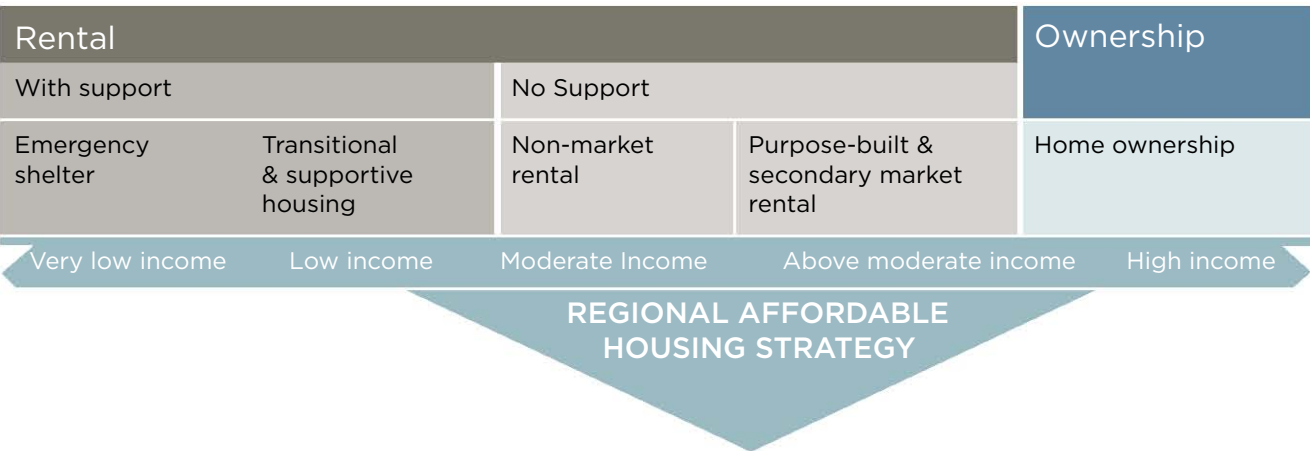 Rental
Ownership
With support
No Support
Emergency
shelter
Transitional
& supportive
housing
Non-market
rental
Purpose-built &
secondary market
rental
Home ownership
Very low income
Low income
Moderate Income
Above moderate income
High income
REGIONAL AFFORDABLE
HOUSING STRATEGY